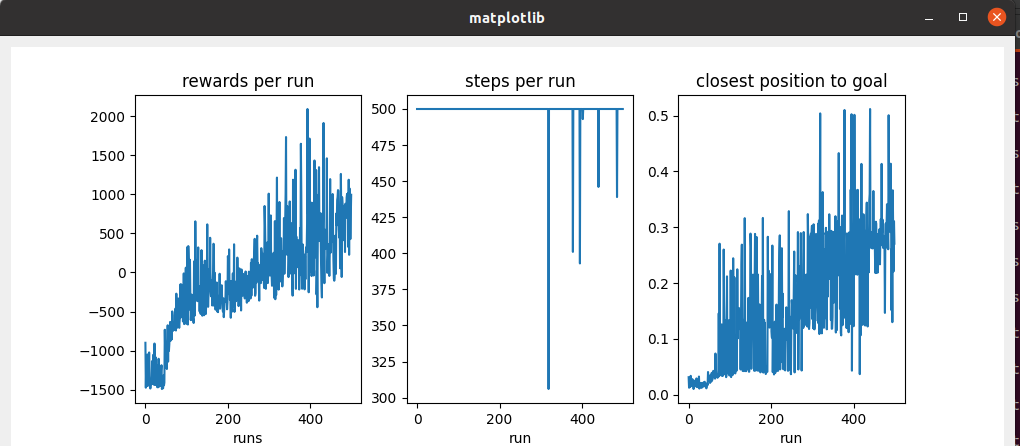 matplotlib
rewards per run
2000
1500
1000
500
0
−500
−1000
−1500
0 200 400
runs
steps per run
500
475
450
425
400
375
350
325
300
0 200 400
run
closest position to goal
0.5
0.4
0.3
0.2
0.1
0.0
0 200 400
run